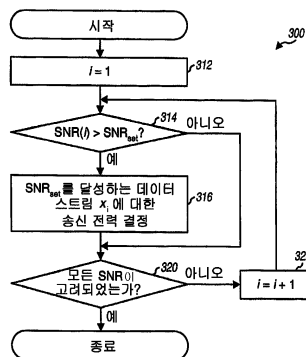 시작
300
i = 1
312
314
SNR(i) > SNRset?
아니오
예
SNRset를 달성하는 데이터
스트링 xi에 대한
송신 전력 결정
316
320
모든 SNR이
고려되었는가?
아니오
i = i + 1
예
종료